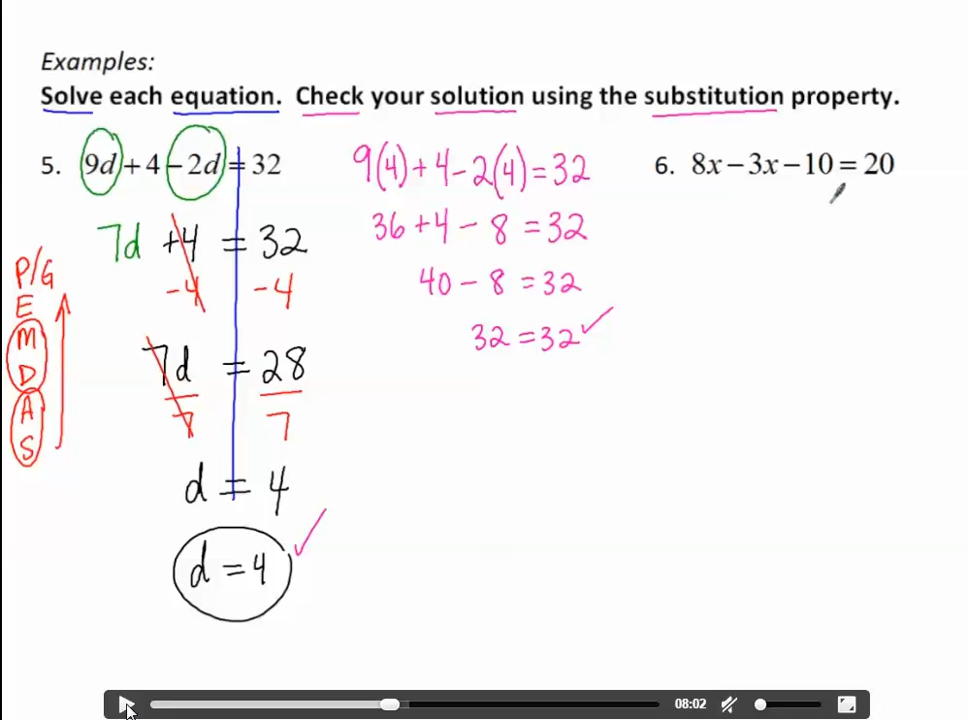 Examples:
Solve each equation. Check your solution using the substitution property.
5. 9d + 4 − 2d = 32
7d +4 = 32
-4 -4
7d = 28
7 7
d = 4
d = 4 ✓
P/G
E
M
D
A
S
9(4)+4-2(4)=32
36 +4 - 8 = 32
40 - 8 = 32
32 = 32 ✓
6. 8x − 3x − 10 = 20
08:02